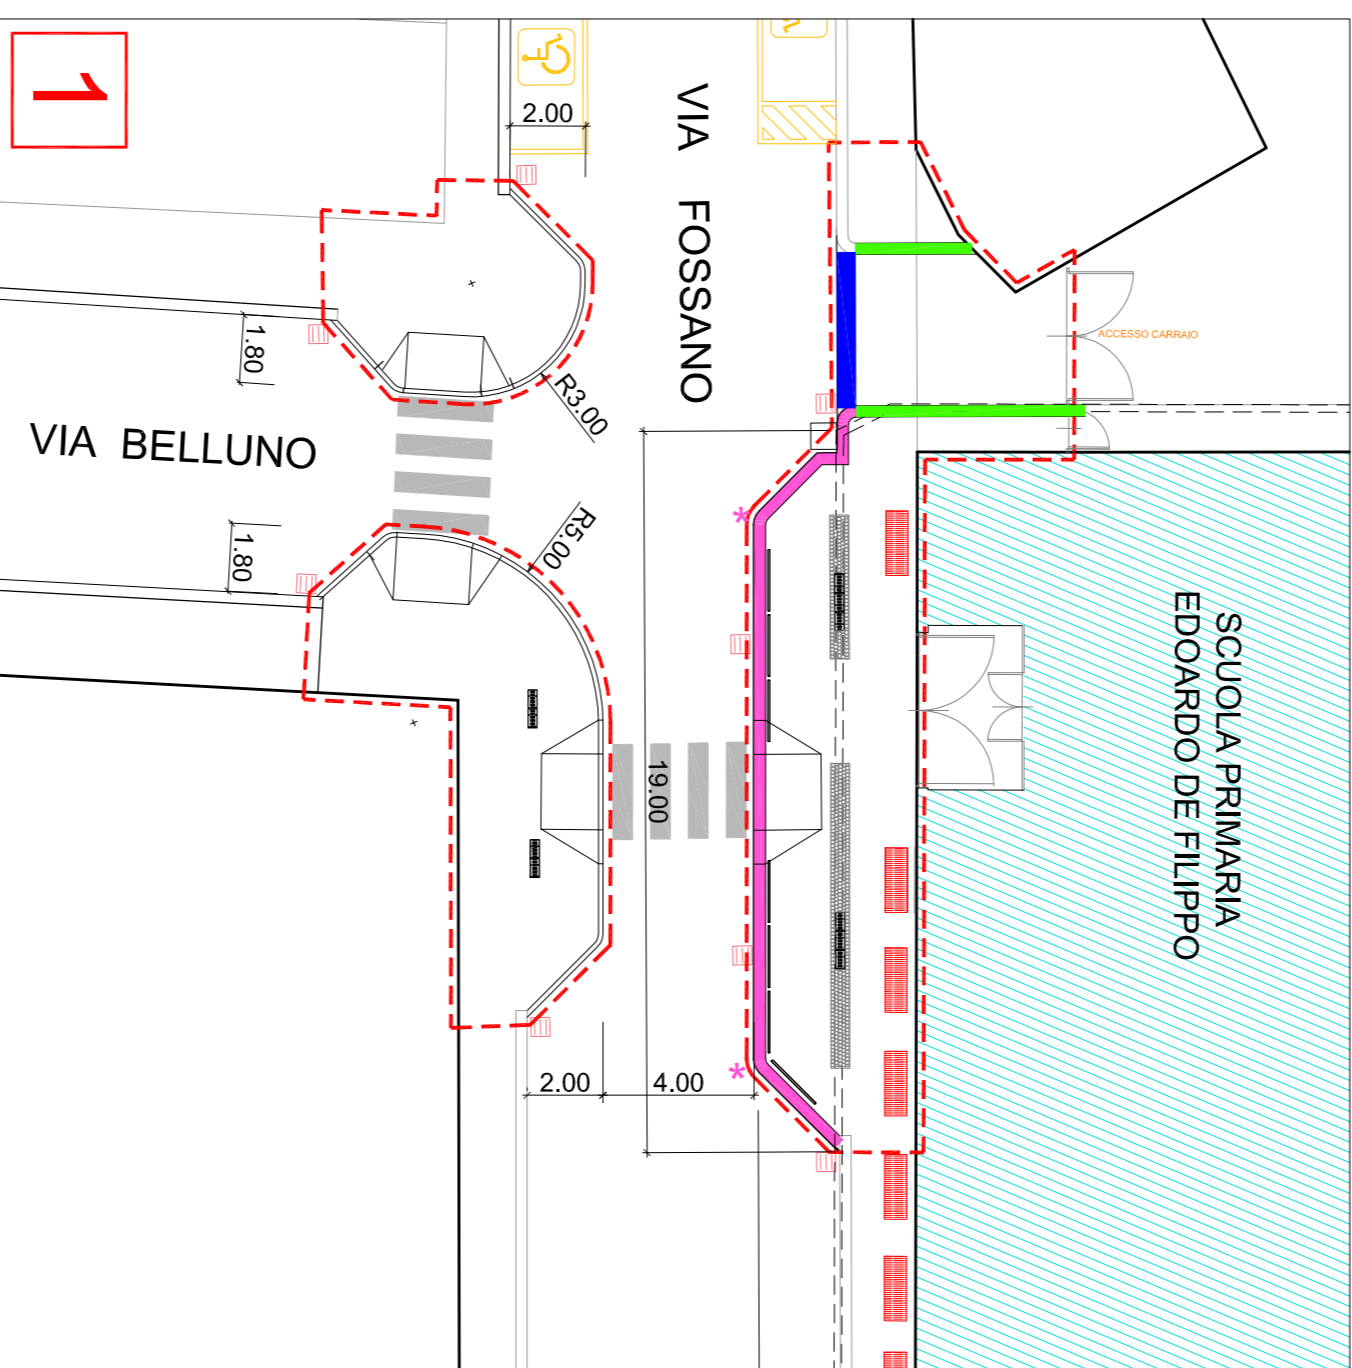 1
2.00
VIA FOSSANO
ACCESSO CARRAIO
1.80
R3.00
VIA BELLUNO
R5.00
1.80
SCUOLA PRIMARIA
EDOARDO DE FILIPPO
19.00
2.00
4.00